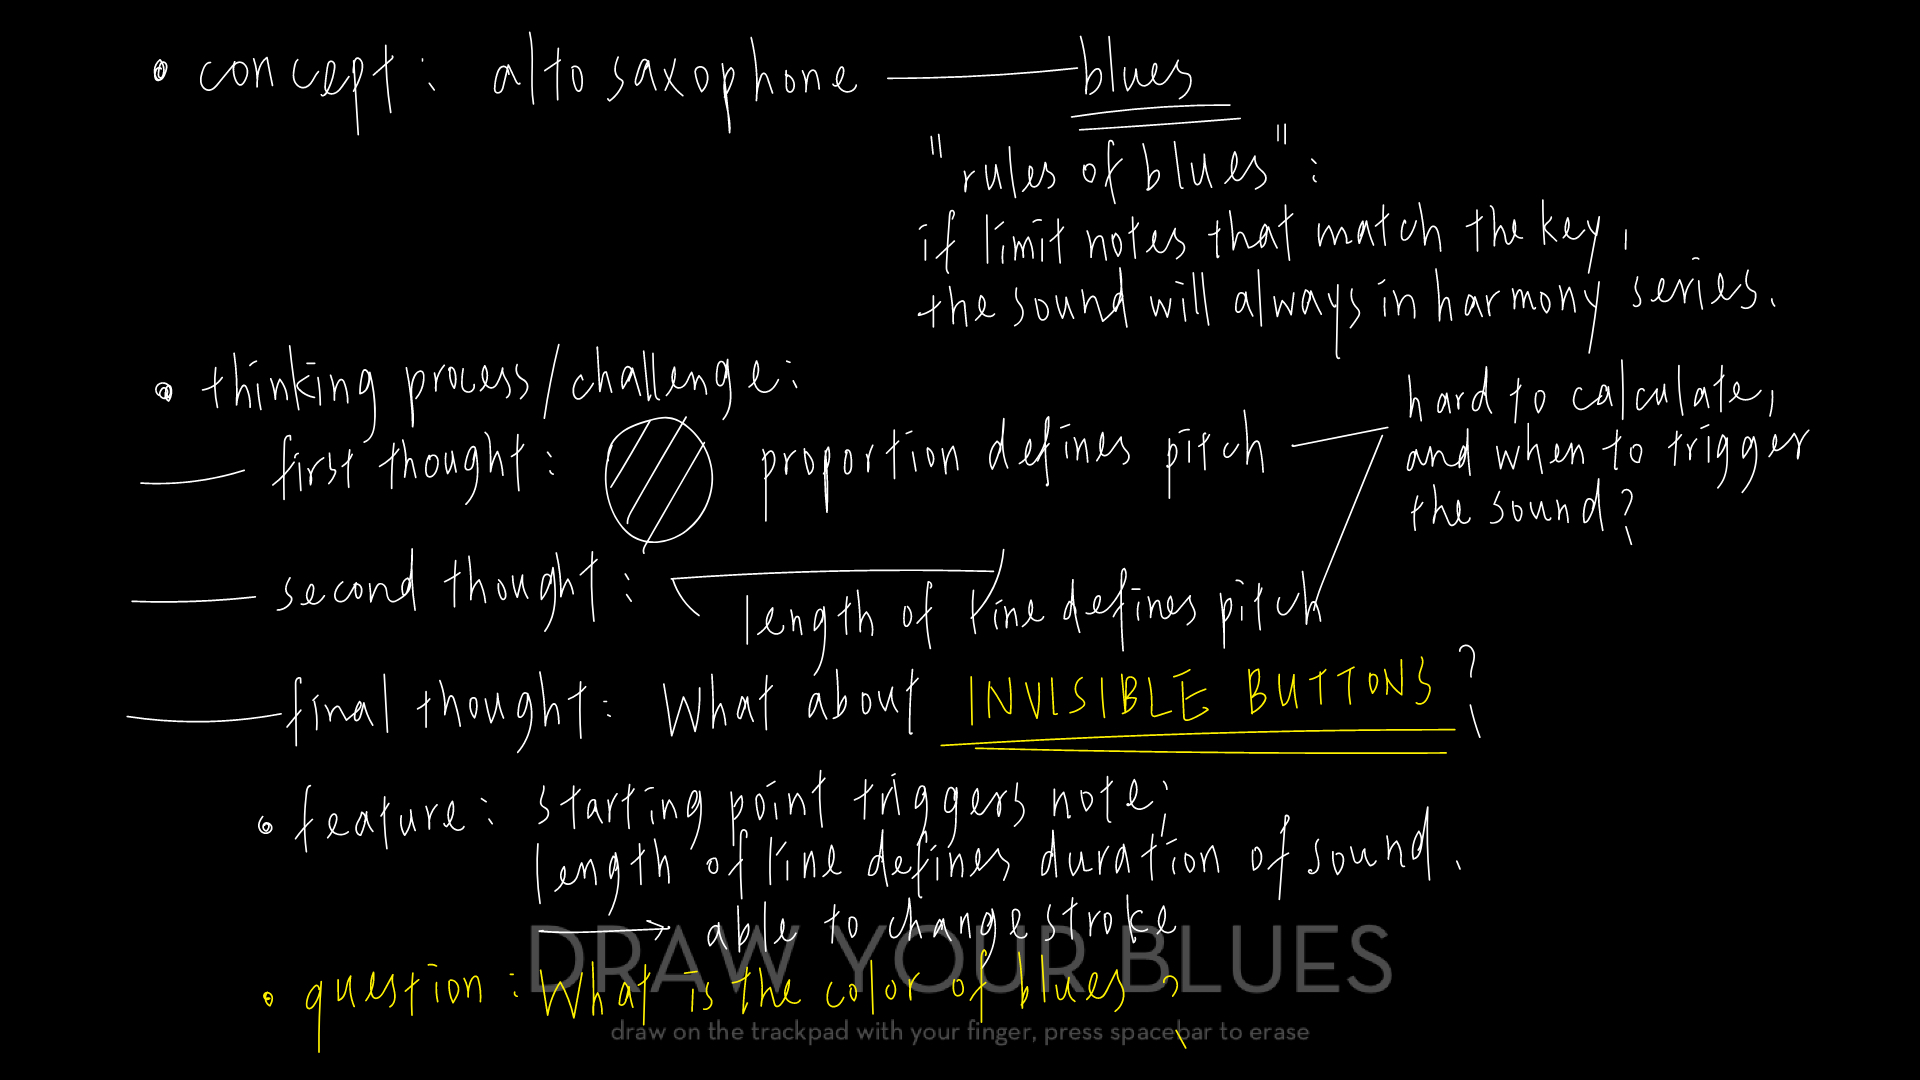 • concept: alto saxophone —— blues
"rules of blues":
if limit notes that match the key,
the sound will always in harmony series.
• thinking process/challenge:
— first thought: proportion defines pitch —
hard to calculate,
and when to trigger
the sound?
— second thought: length of line defines pitch
— final thought: What about INVISIBLE BUTTONS?
• feature: starting point triggers note;
length of line defines duration of sound.
→ able to change stroke
• question: What is the color of blues?
DRAW YOUR BLUES
draw on the trackpad with your finger, press spacebar to erase